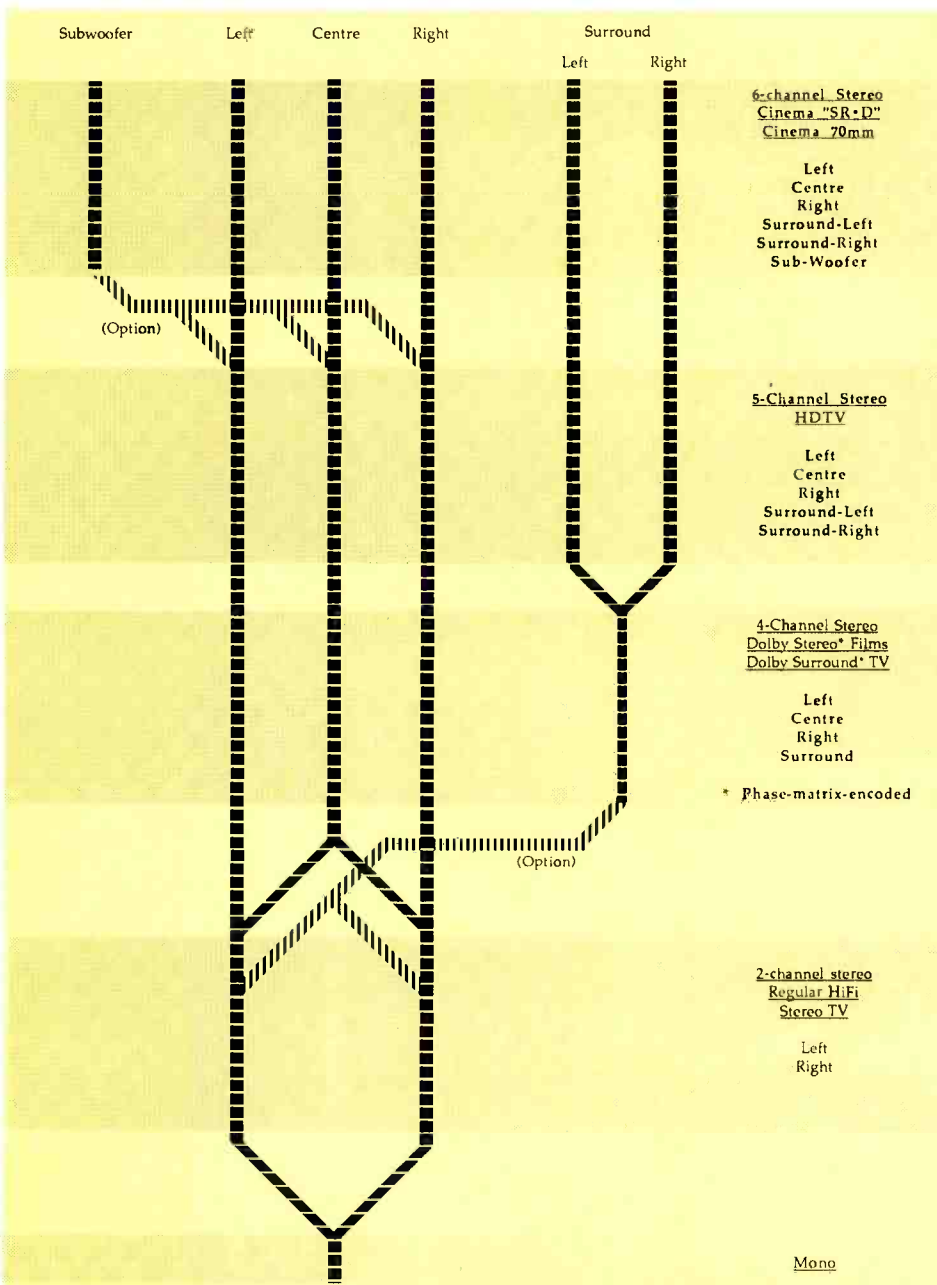 Subwoofer Left Centre Right Surround
Left Right
6-channel Stereo
Cinema "SR•D"
Cinema 70mm
Left
Centre
Right
Surround-Left
Surround-Right
Sub-Woofer
(Option)
5-Channel Stereo
HDTV
Left
Centre
Right
Surround-Left
Surround-Right
4-Channel Stereo
Dolby Stereo* Films
Dolby Surround* TV
Left
Centre
Right
Surround
* Phase-matrix-encoded
(Option)
2-channel stereo
Regular HiFi
Stereo TV
Left
Right
Mono